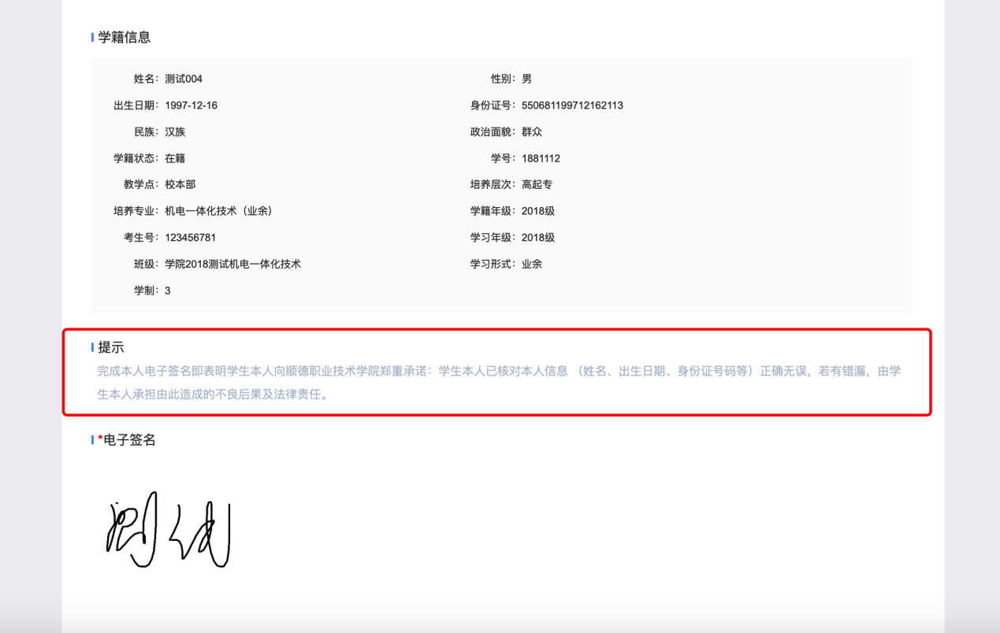 学籍信息
姓名：测试004 性别：男
出生日期：1997-12-16 身份证号：550681199712162113
民族：汉族 政治面貌：群众
学籍状态：在籍 学号：1881112
教学点：校本部 培养层次：高起专
培养专业：机电一体化技术（业余） 学籍年级：2018级
考生号：123456781 学习年级：2018级
班级：学院2018测试机电一体化技术 学习形式：业余
学制：3
提示
完成本人电子签名即表明学生本人向顺德职业技术学院郑重承诺：学生本人已核对本人信息 （姓名、出生日期、身份证号码等）正确无误，若有错漏，由学
生本人承担由此造成的不良后果及法律责任。
*电子签名